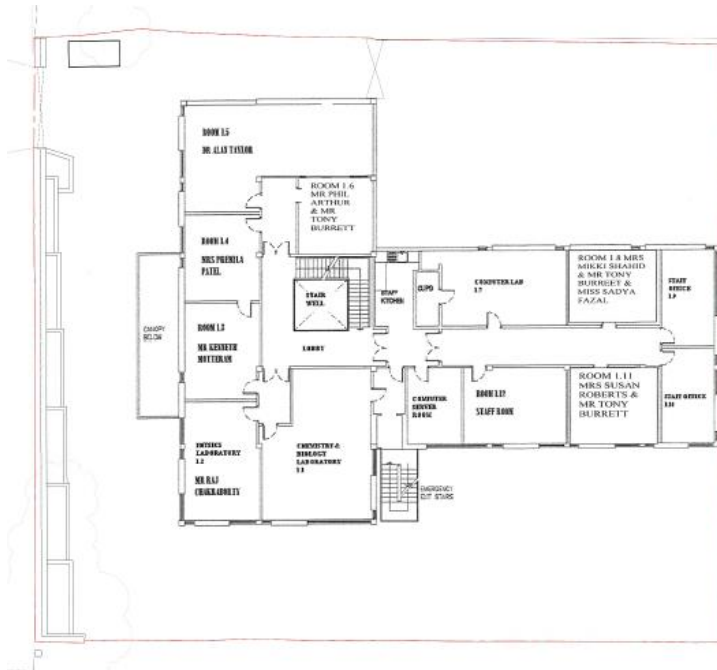 ROOM 1.5
DR ALAN TAYLOR
ROOM 1.6
MR PHIL
ARTHUR
& MR
TONY
BURRETT
ROOM 1.4
MRS PREMILA
PATEL
STAIR
WELL
STAFF
KITCHEN
CUPD
COMPUTER LAB
1.7
ROOM 1.8 MRS
MIKKI SHAHID
& MR TONY
BURREET &
MISS SADYA
FAZAL
STAFF
OFFICE
1.9
CANOPY
BELOW
ROOM 1.3
MR KENNETH
MOTTERAM
LOBBY
ROOM 1.11
MRS SUSAN
ROBERTS &
MR TONY
BURRETT
COMPUTER
SERVER
ROOM
ROOM 1.12
STAFF ROOM
STAFF OFFICE
1.10
PHYSICS
LABORATORY
1.2
MR RAJ
CHAKRABORTY
CHEMISTRY &
BIOLOGY
LABORATORY
1.1
EMERGENCY
EXIT STAIRS